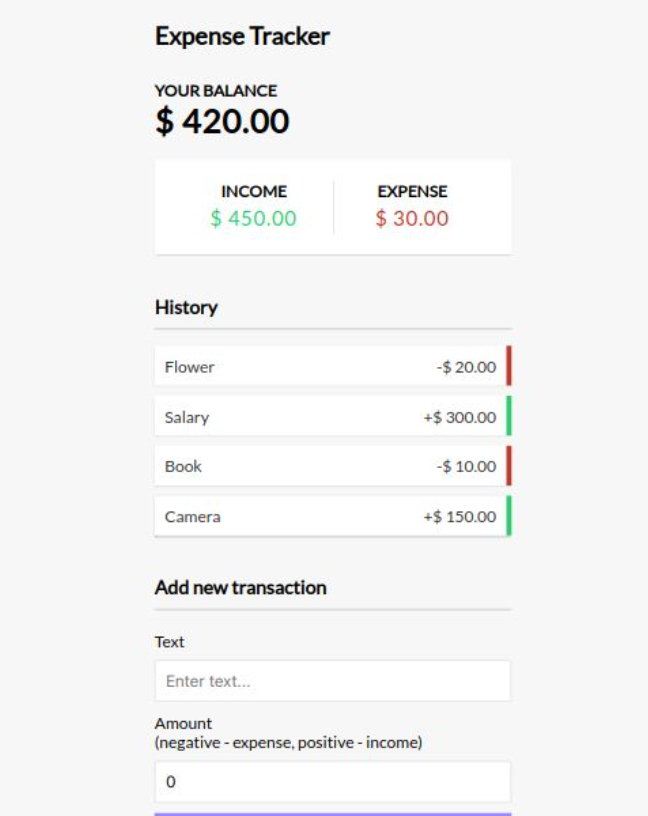 Expense Tracker
YOUR BALANCE
$ 420.00
INCOME EXPENSE
$ 450.00 $ 30.00
History
Flower -$ 20.00
Salary +$ 300.00
Book -$ 10.00
Camera +$ 150.00
Add new transaction
Text
Enter text...
Amount
(negative - expense, positive - income)
0